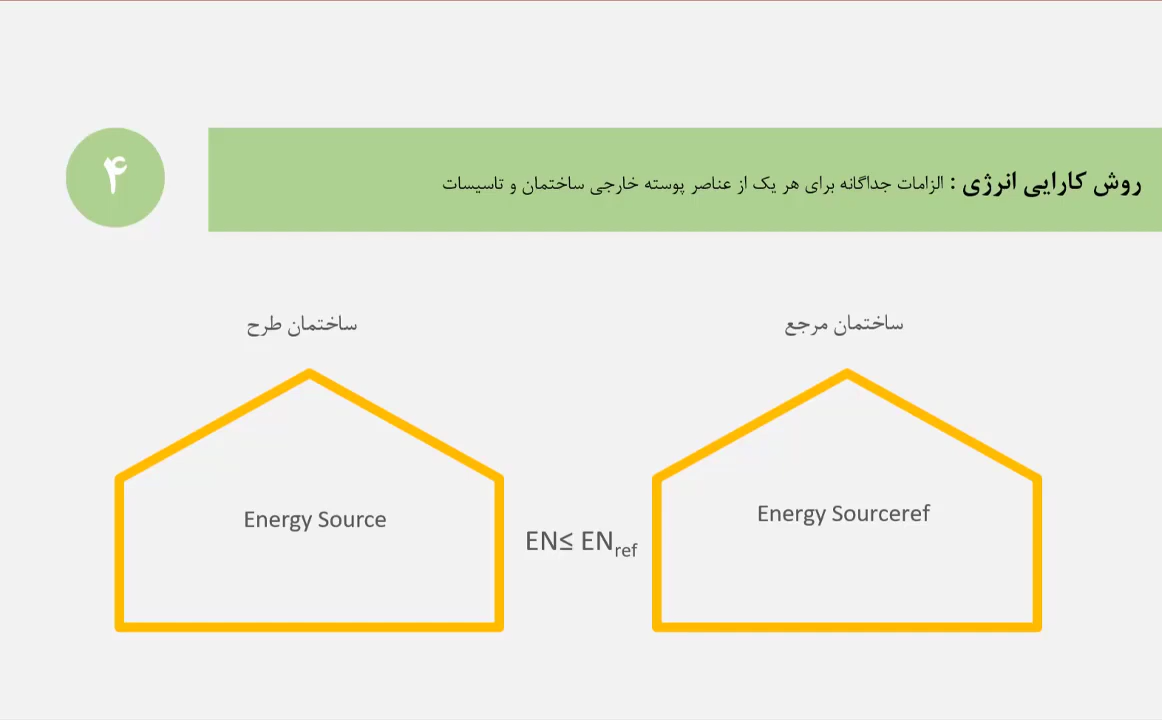 ۴
روش کارایی انرژی : الزامات جداگانه برای هر یک از عناصر پوسته خارجی ساختمان و تاسیسات
ساختمان مرجع
ساختمان طرح
Energy Source
EN≤ ENref
Energy Sourceref